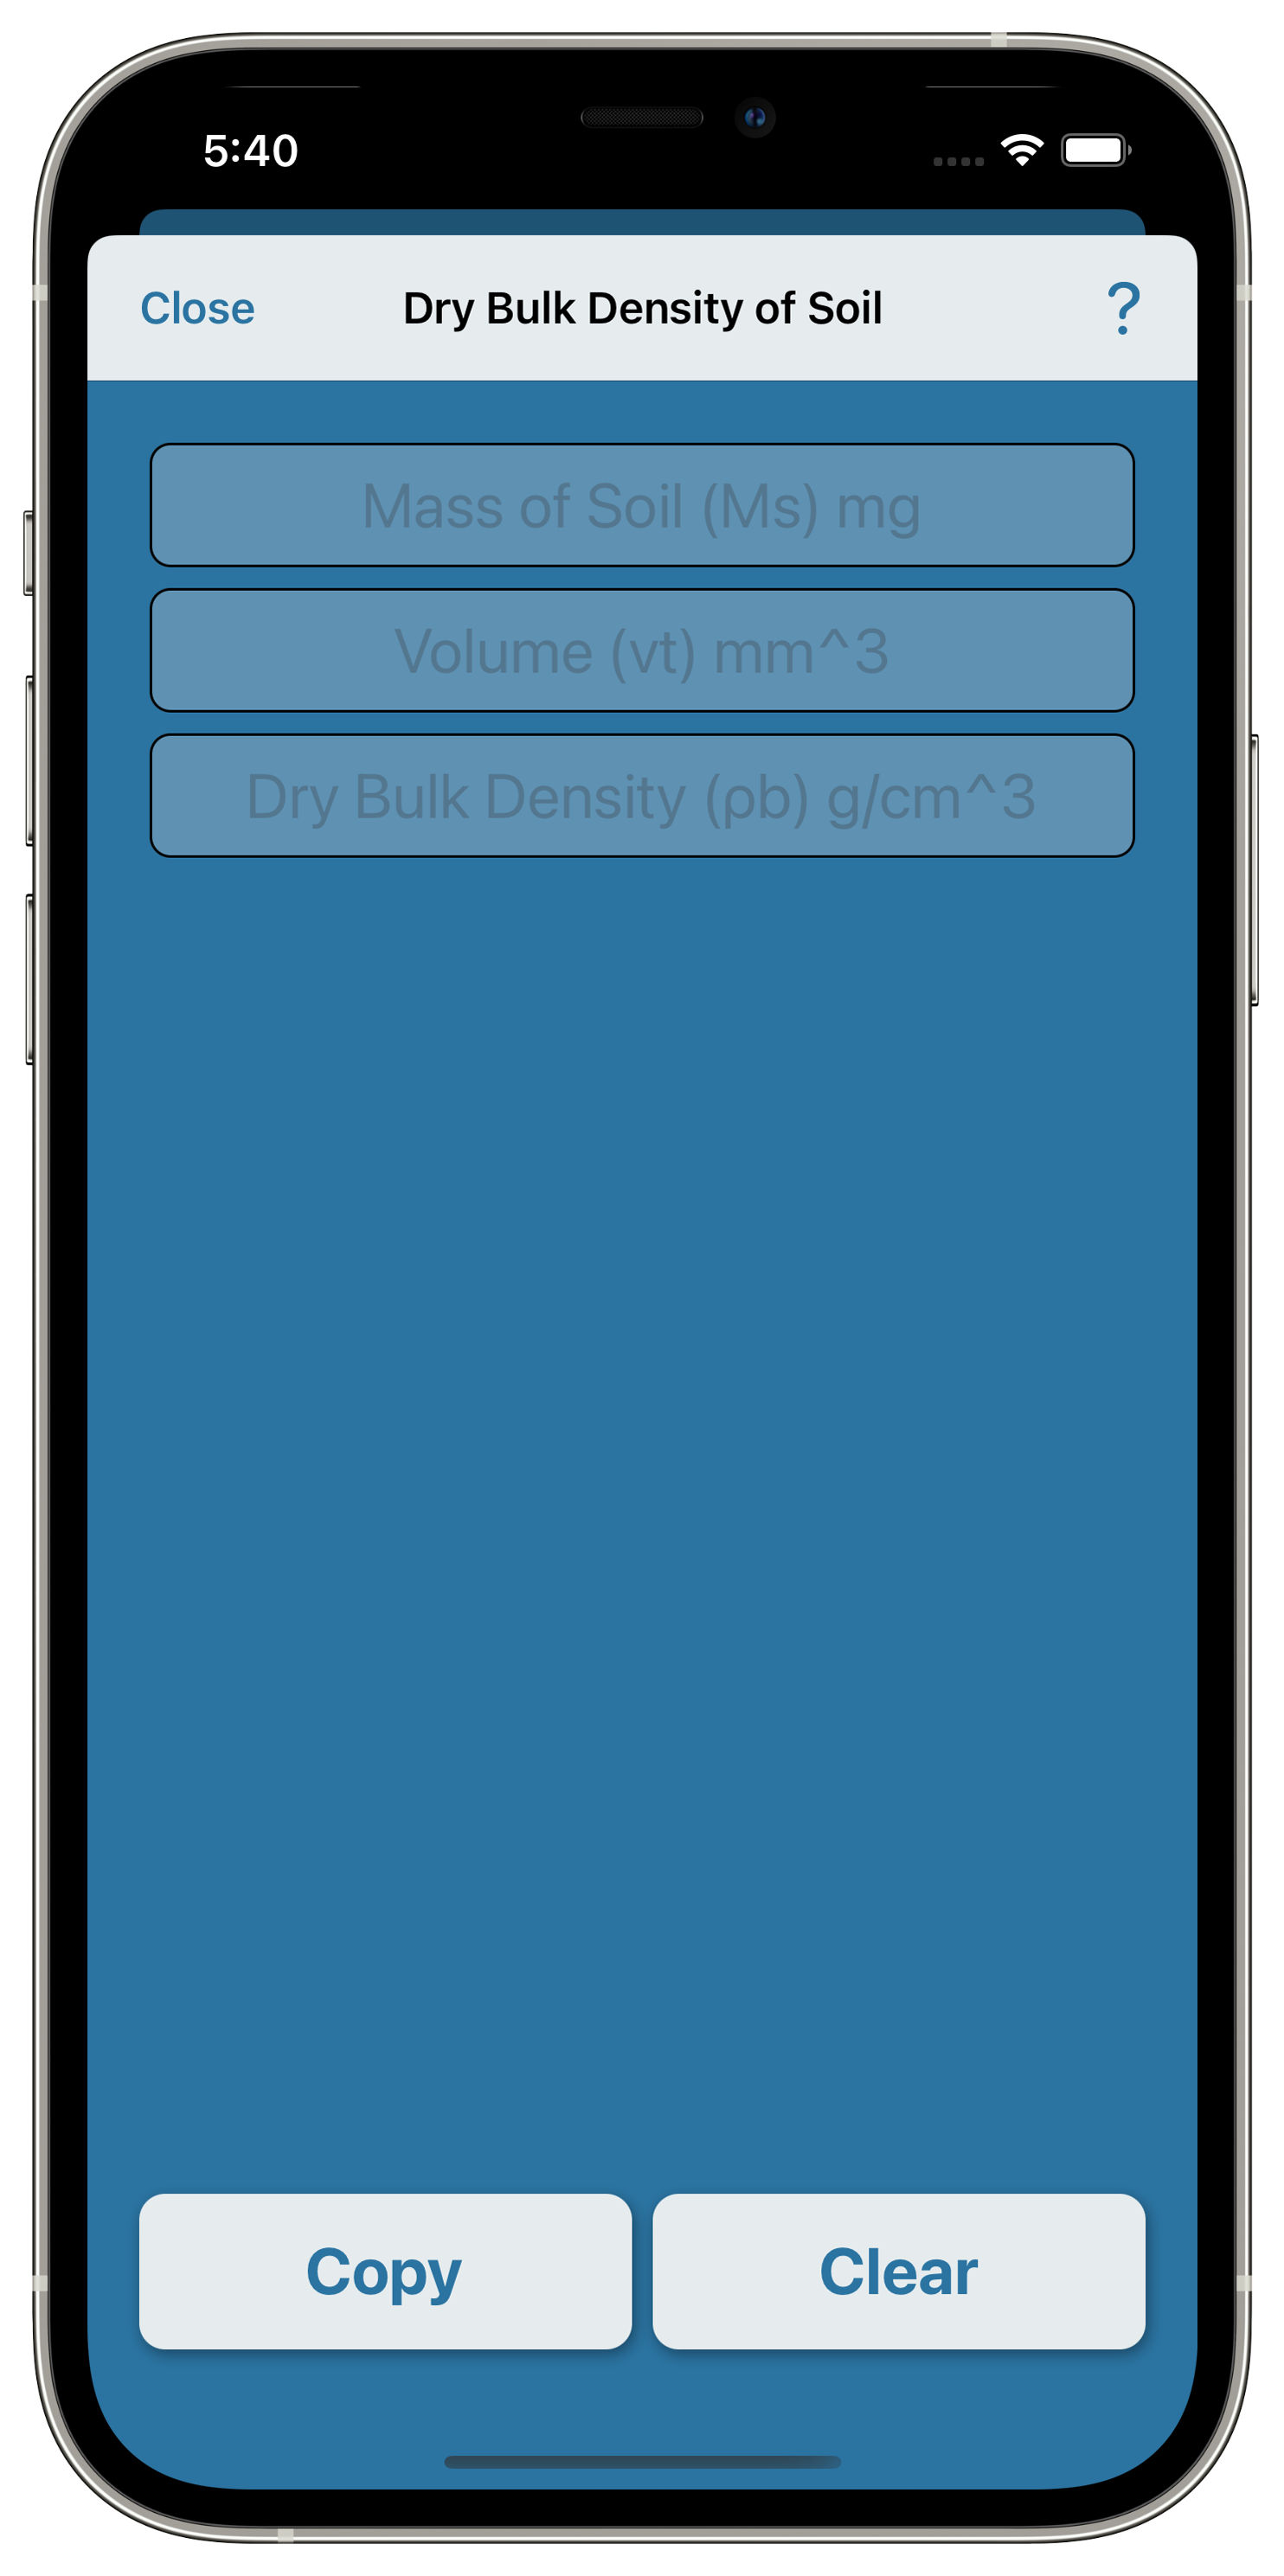 5:40
Close Dry Bulk Density of Soil ?
Mass of Soil (Ms) mg
Volume (vt) mm^3
Dry Bulk Density (ρb) g/cm^3
Copy Clear